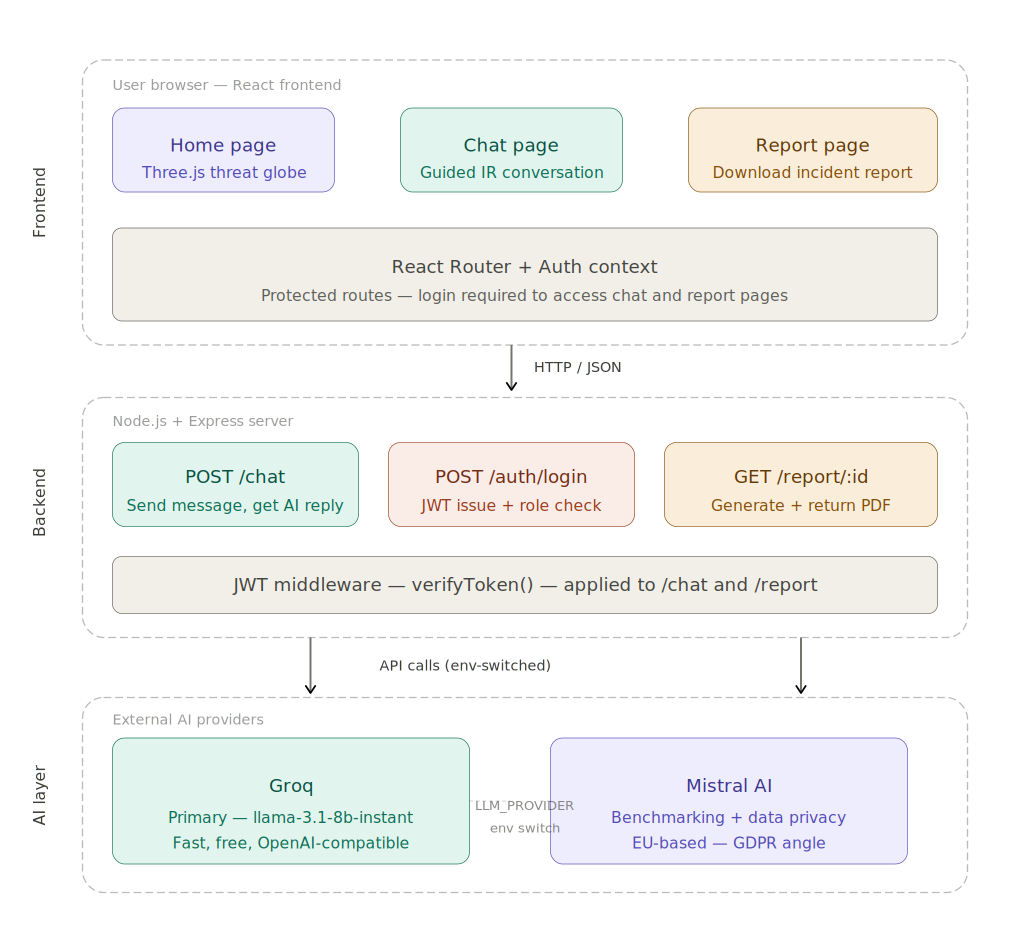 User browser — React frontend
Home page
Three.js threat globe
Chat page
Guided IR conversation
Report page
Download incident report
Frontend
React Router + Auth context
Protected routes — login required to access chat and report pages
HTTP / JSON
Node.js + Express server
POST /chat
Send message, get AI reply
POST /auth/login
JWT issue + role check
GET /report/:id
Generate + return PDF
Backend
JWT middleware — verifyToken() — applied to /chat and /report
API calls (env-switched)
External AI providers
Groq
Primary — llama-3.1-8b-instant
Fast, free, OpenAI-compatible
LLM_PROVIDER
env switch
Mistral AI
Benchmarking + data privacy
EU-based — GDPR angle
AI layer